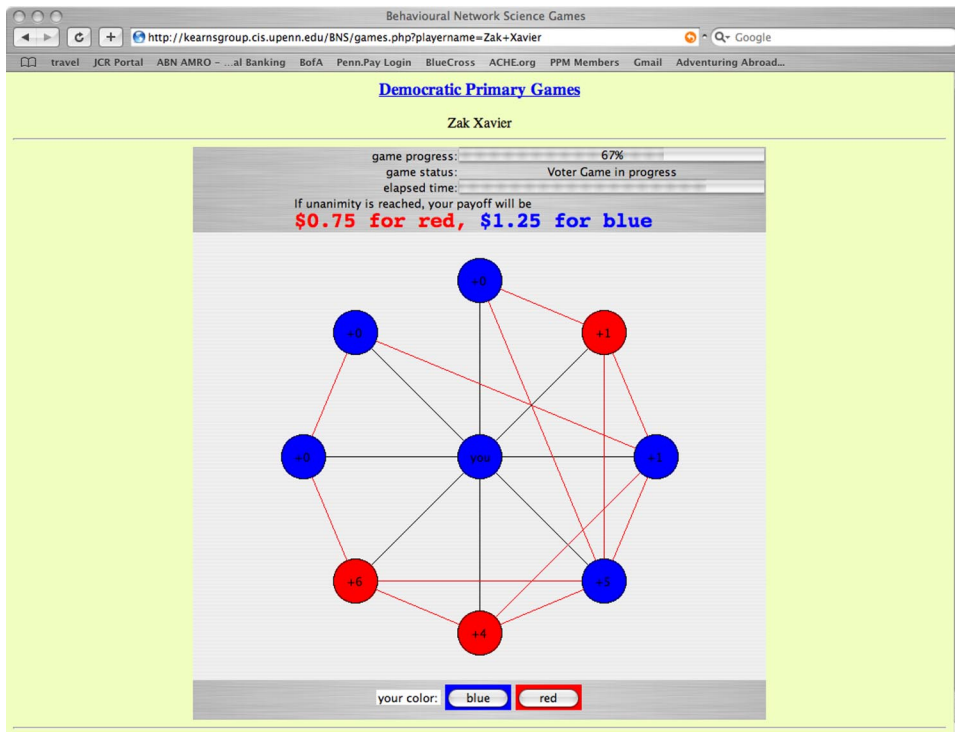 Behavioural Network Science Games
http://kearnsgroup.cis.upenn.edu/BNS/games.php?playername=Zak+Xavier
Google
travel JCR Portal ABN AMRO - ...al Banking BofA Penn.Pay Login BlueCross ACHE.org PPM Members Gmail Adventuring Abroad...
Democratic Primary Games
Zak Xavier
game progress: 67%
game status: Voter Game in progress
elapsed time:
If unanimity is reached, your payoff will be
$0.75 for red, $1.25 for blue
+0
+0 +1
+0 you +1
+6 +5
+4
your color: blue red